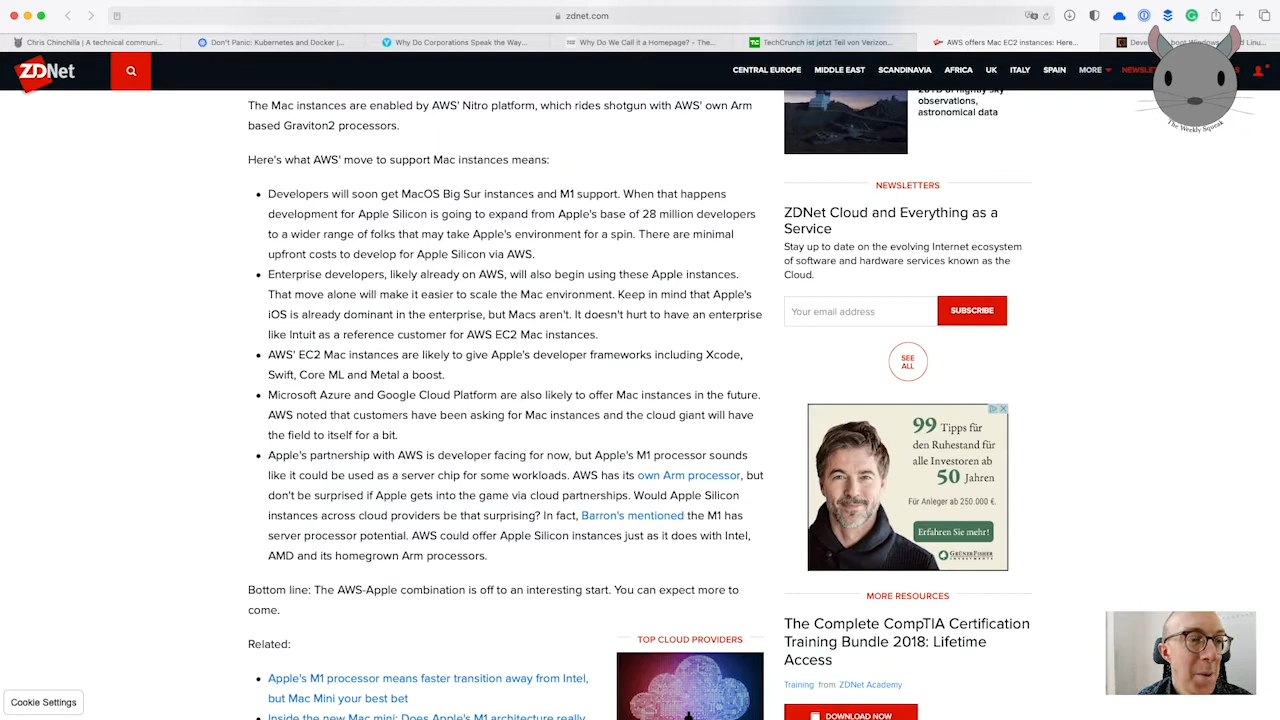 zdnet.com
Chris Chinchilla | A technical communi...
Don't Panic: Kubernetes and Docker |...
Why Do Corporations Speak the Way...
Why Do We Call it a Homepage? – The...
TechCrunch ist jetzt Teil von Verizon...
AWS offers Mac EC2 instances: Here...
ZDNet
CENTRAL EUROPE
MIDDLE EAST
SCANDINAVIA
AFRICA
UK
ITALY
SPAIN
MORE
The Weekly Squeak
The Mac instances are enabled by AWS' Nitro platform, which rides shotgun with AWS' own Arm
based Graviton2 processors.
Here's what AWS' move to support Mac instances means:
• Developers will soon get MacOS Big Sur instances and M1 support. When that happens
development for Apple Silicon is going to expand from Apple's base of 28 million developers
to a wider range of folks that may take Apple's environment for a spin. There are minimal
upfront costs to develop for Apple Silicon via AWS.
• Enterprise developers, likely already on AWS, will also begin using these Apple instances.
That move alone will make it easier to scale the Mac environment. Keep in mind that Apple's
iOS is already dominant in the enterprise, but Macs aren't. It doesn't hurt to have an enterprise
like Intuit as a reference customer for AWS EC2 Mac instances.
• AWS' EC2 Mac instances are likely to give Apple's developer frameworks including Xcode,
Swift, Core ML and Metal a boost.
• Microsoft Azure and Google Cloud Platform are also likely to offer Mac instances in the future.
AWS noted that customers have been asking for Mac instances and the cloud giant will have
the field to itself for a bit.
• Apple's partnership with AWS is developer facing for now, but Apple's M1 processor sounds
like it could be used as a server chip for some workloads. AWS has its own Arm processor, but
don't be surprised if Apple gets into the game via cloud partnerships. Would Apple Silicon
instances across cloud providers be that surprising? In fact, Barron's mentioned the M1 has
server processor potential. AWS could offer Apple Silicon instances just as it does with Intel,
AMD and its homegrown Arm processors.
Bottom line: The AWS-Apple combination is off to an interesting start. You can expect more to
come.
Related:
• Apple's M1 processor means faster transition away from Intel,
but Mac Mini your best bet
• Inside the new Mac mini: Does Apple's M1 architecture really
TOP CLOUD PROVIDERS
Cookie Settings
observations,
astronomical data
NEWSLETTERS
ZDNet Cloud and Everything as a
Service
Stay up to date on the evolving Internet ecosystem
of software and hardware services known as the
Cloud.
Your email address
SUBSCRIBE
SEE
ALL
99 Tipps für
den Ruhestand für
alle Investoren ab
50 Jahren
Für Anleger ab 250.000 €.
Erfahren Sie mehr!
GRÜNER FISHER
INVESTMENTS
MORE RESOURCES
The Complete CompTIA Certification
Training Bundle 2018: Lifetime
Access
Training from ZDNet Academy
DOWNLOAD NOW